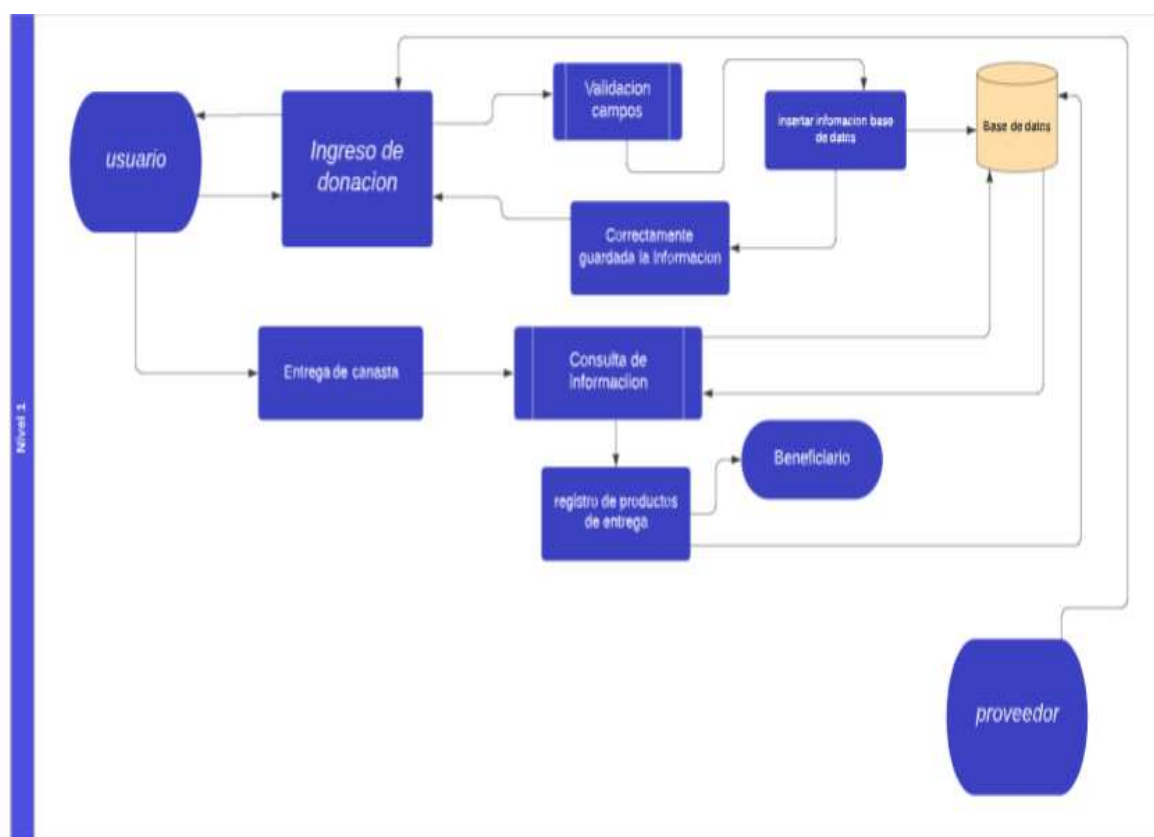 Nivel 1
usuario
Ingreso de
donacion
Validacion
campos
insertar infomacion base
de datos
Base de datos
Correctamente
guardada la informacion
Entrega de canasta
Consulta de
informaciion
registro de productos
de entrega
Beneficiario
proveedor